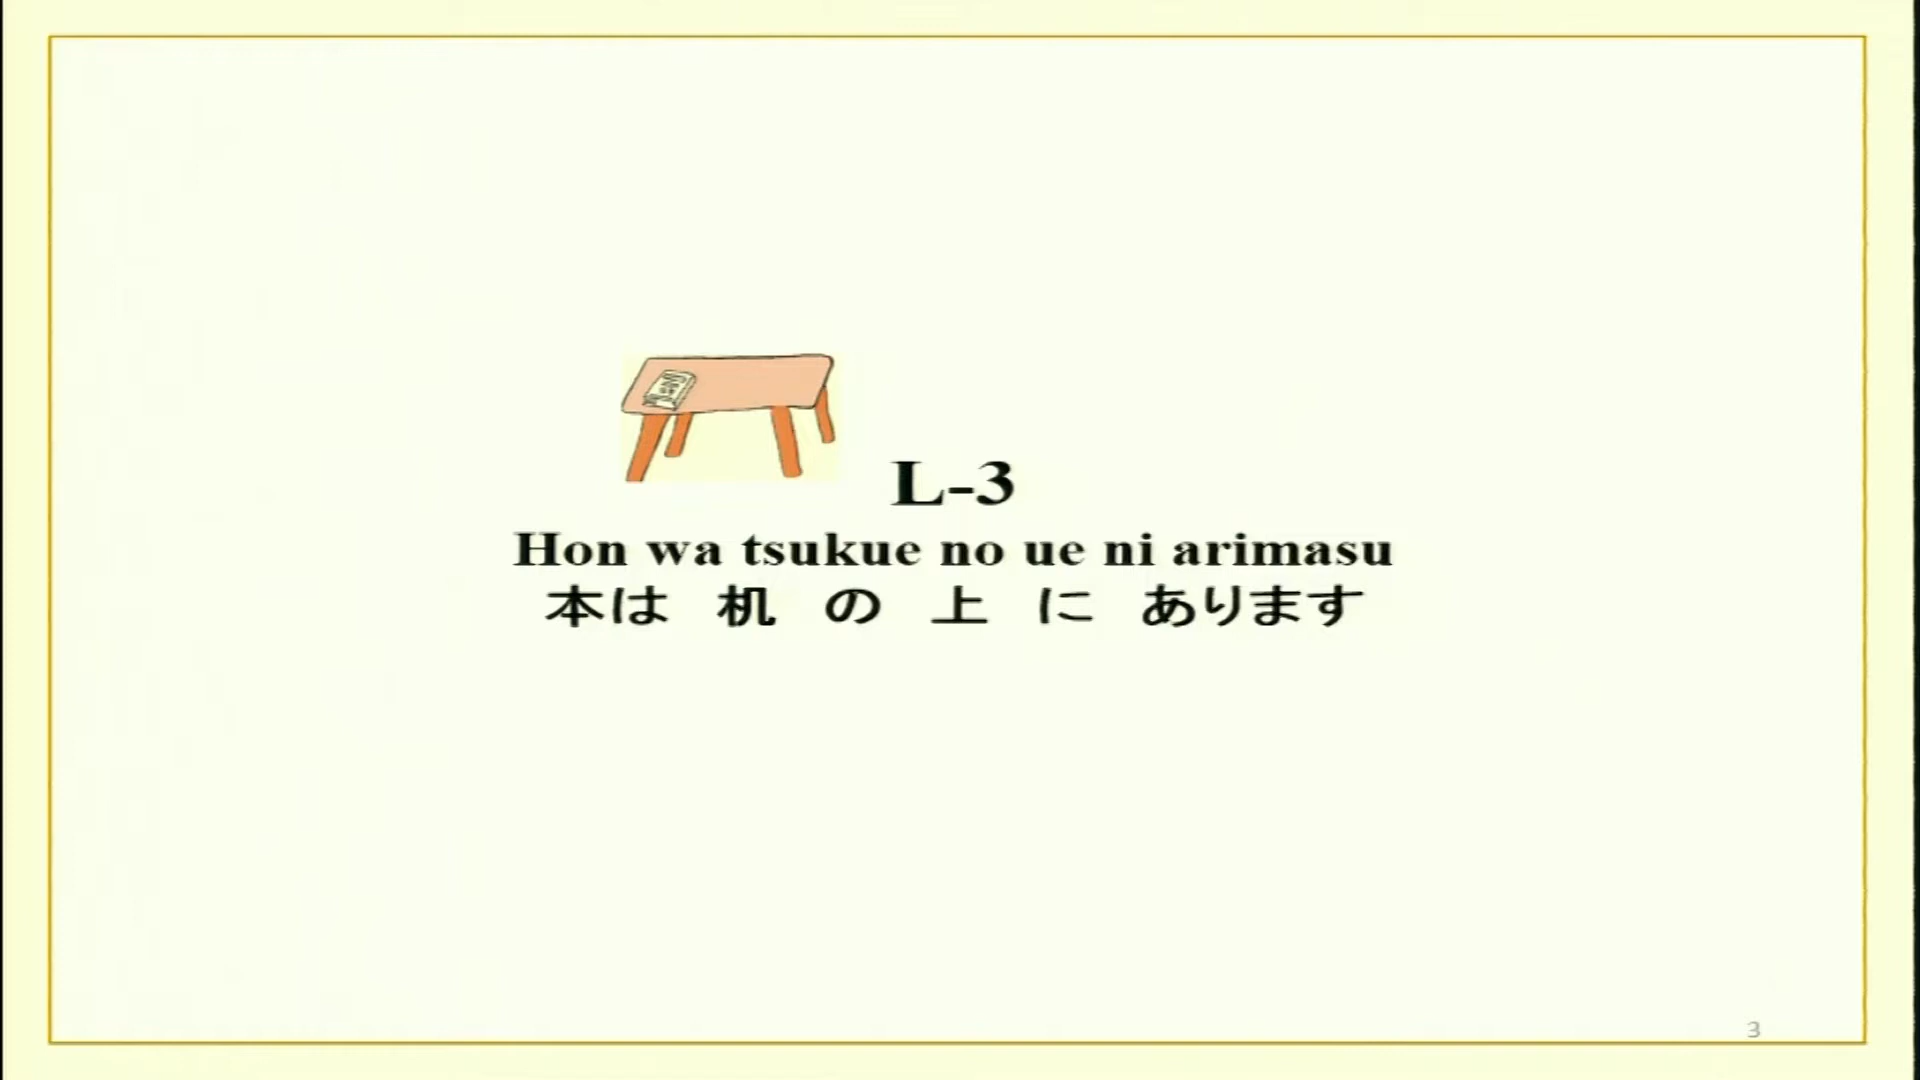 L-3
Hon wa tsukue no ue ni arimasu
本は 机 の 上 に あります
3